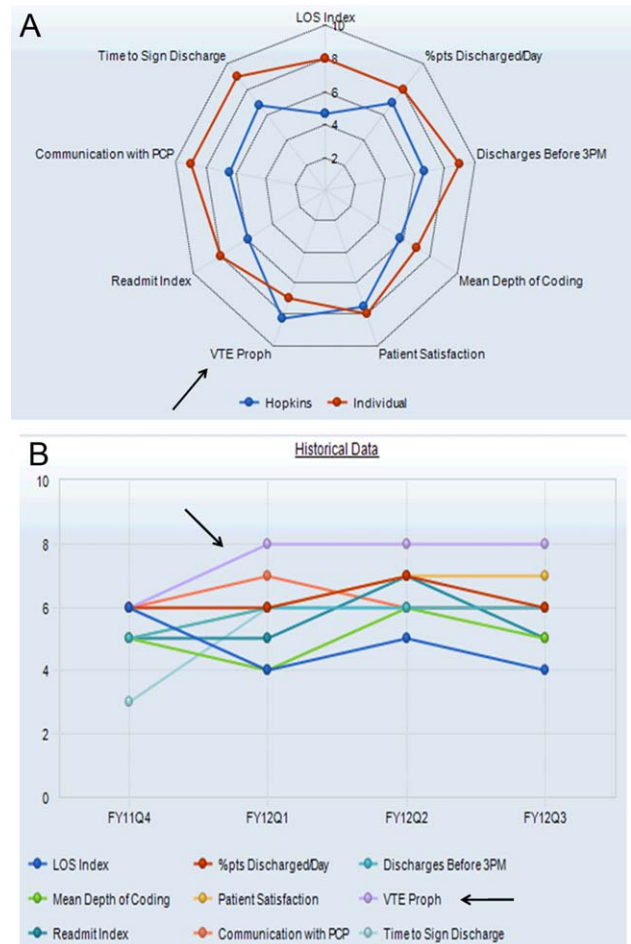 A
LOS Index
10
Time to Sign Discharge
%pts Discharged/Day
8
6
4
Communication with PCP
Discharges Before 3PM
2
Readmit Index
Mean Depth of Coding
VTE Proph
Patient Satisfaction
Hopkins Individual
B
Historical Data
10
8
6
4
2
0
FY11Q4 FY12Q1 FY12Q2 FY12Q3
LOS Index %pts Discharged/Day Discharges Before 3PM
Mean Depth of Coding Patient Satisfaction VTE Proph
Readmit Index Communication with PCP Time to Sign Discharge